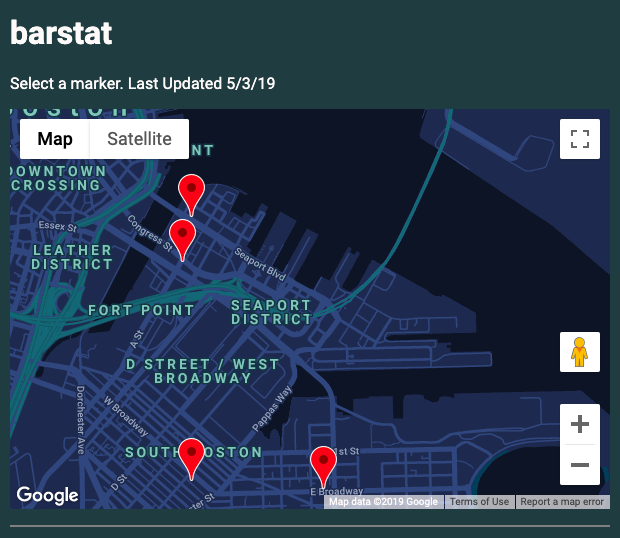 barstat
Select a marker. Last Updated 5/3/19
Map
Satellite
NT
DOWNTOWN
CROSSING
Essex St
Congress St
LEATHER
DISTRICT
Seaport Blvd
FORT POINT
SEAPORT
DISTRICT
A St
D STREET / WEST
BROADWAY
Dorchester Ave
W Broadway
Pappas Way
SOUTH BOSTON
1st St
D St
E Broadway
Google
Map data ©2019 Google
Terms of Use
Report a map error